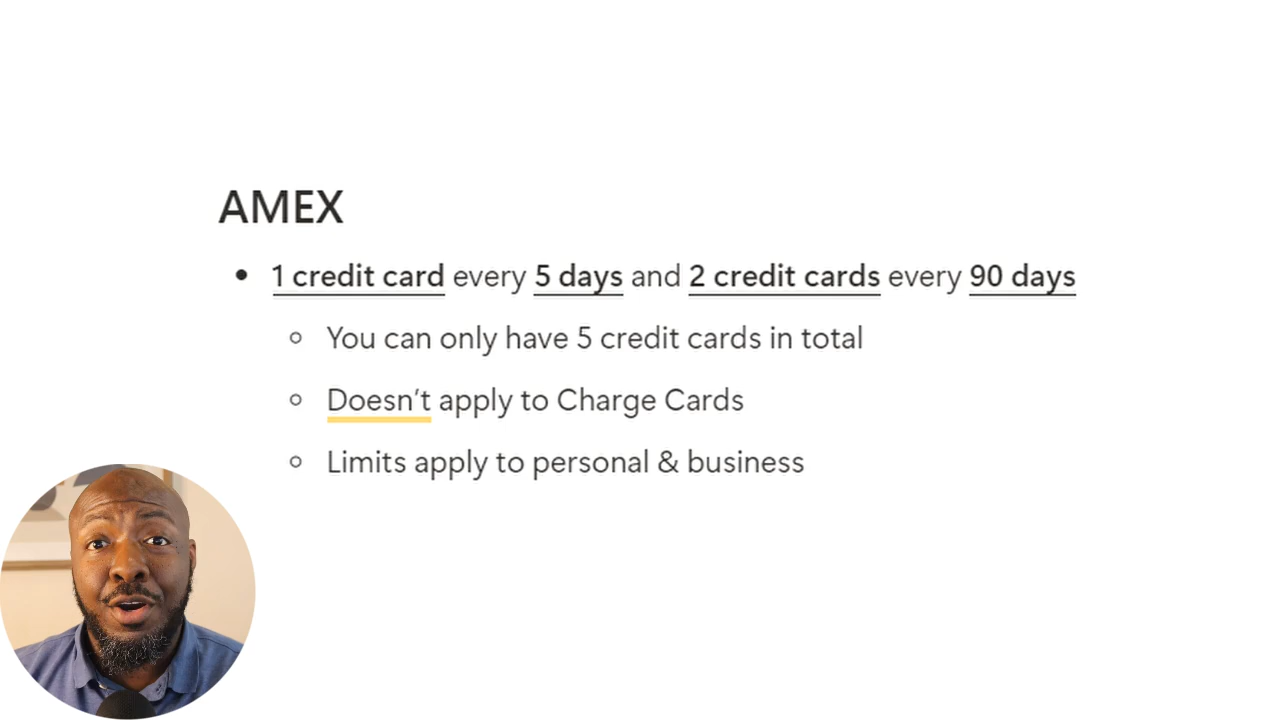 AMEX
• 1 credit card every 5 days and 2 credit cards every 90 days
○ You can only have 5 credit cards in total
○ Doesn't apply to Charge Cards
○ Limits apply to personal & business